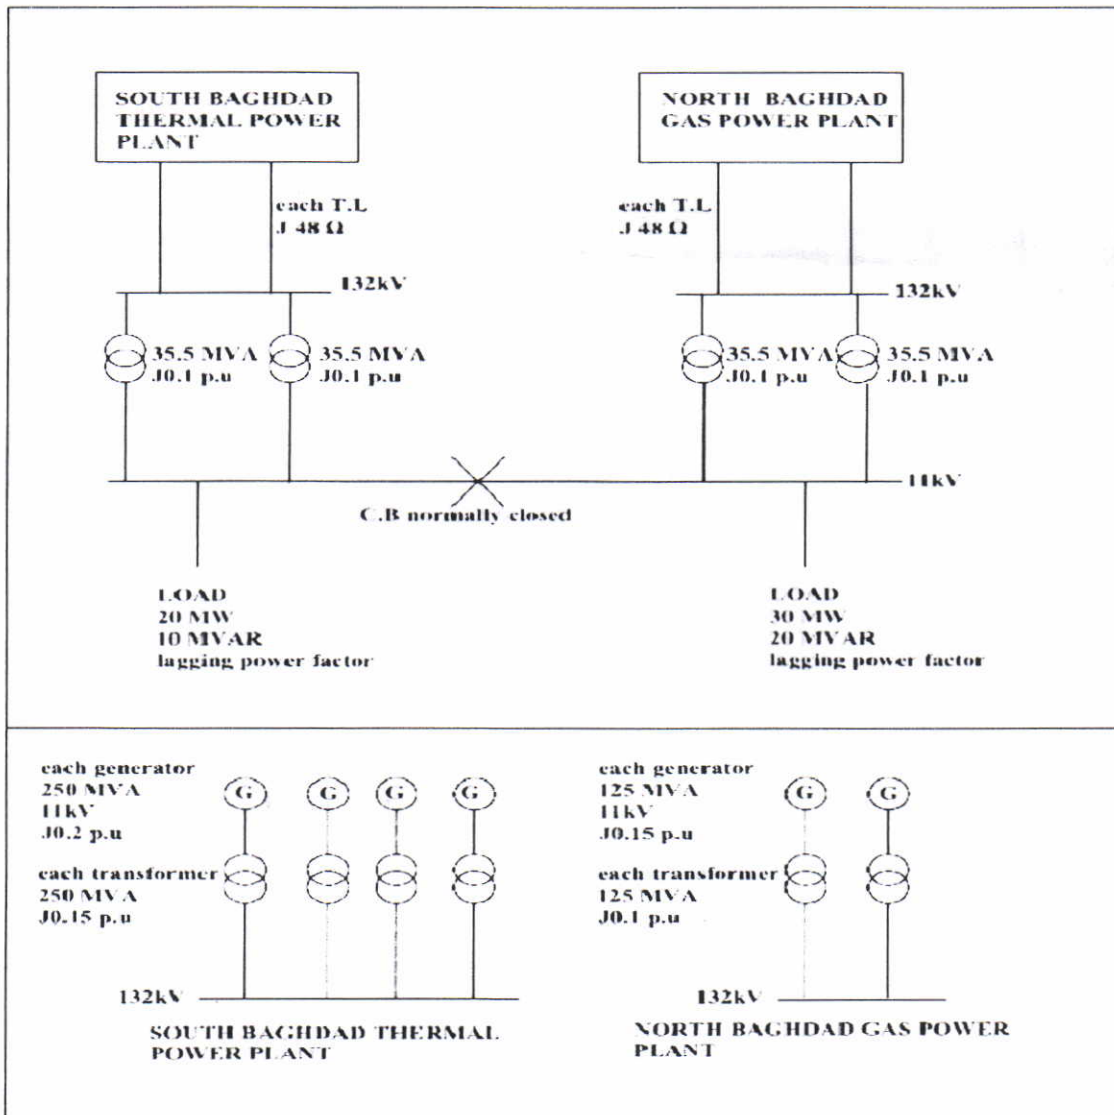 SOUTH BAGHDAD
THERMAL POWER
PLANT
NORTH BAGHDAD
GAS POWER PLANT
each T.L
J 48 Ω
each T.L
J 48 Ω
132kV
132kV
35.5 MVA
J0.1 p.u
35.5 MVA
J0.1 p.u
35.5 MVA
J0.1 p.u
35.5 MVA
J0.1 p.u
11kV
C.B normally closed
LOAD
20 MW
10 MVAR
lagging power factor
LOAD
30 MW
20 MVAR
lagging power factor
each generator
250 MVA
11kV
J0.2 p.u
G
G
G
G
each transformer
250 MVA
J0.15 p.u
132kV
SOUTH BAGHDAD THERMAL
POWER PLANT
each generator
125 MVA
11kV
J0.15 p.u
G
G
each transformer
125 MVA
J0.1 p.u
132kV
NORTH BAGHDAD GAS POWER
PLANT